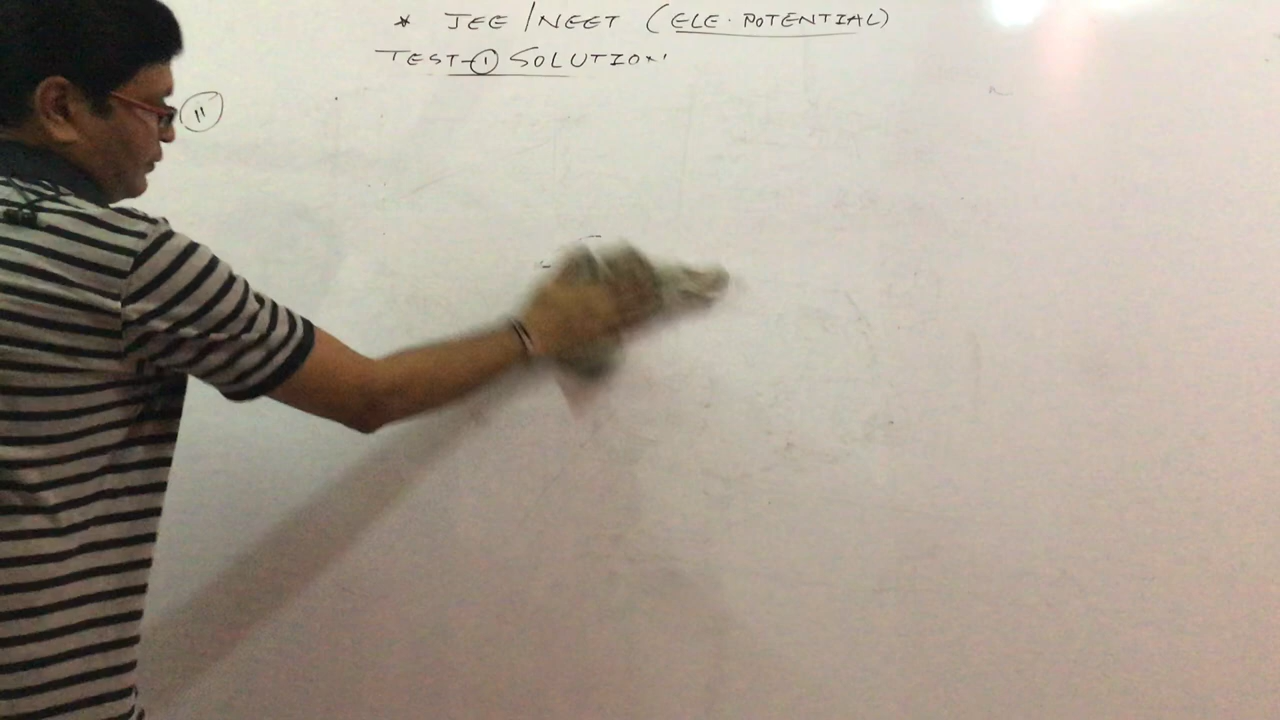 * JEE/NEET (ELE. POTENTIAL)
TEST-① SOLUTION
⑪